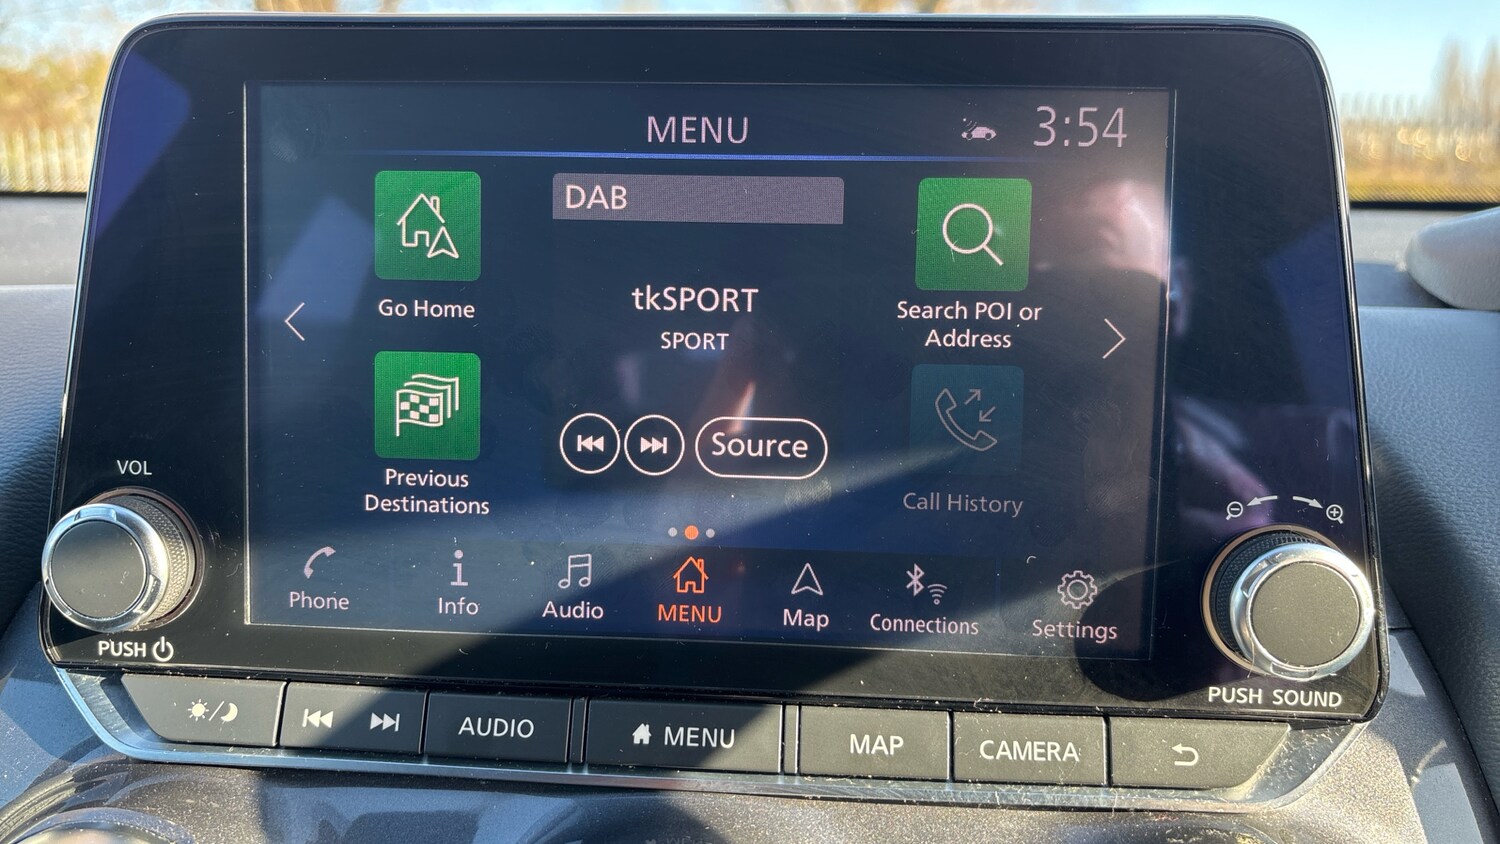 MENU
3:54
DAB
Go Home
tkSPORT
SPORT
Search POI or
Address
Previous
Destinations
Source
Call History
Phone
Info
Audio
MENU
Map
Connections
Settings
VOL
PUSH
PUSH SOUND
AUDIO
MENU
MAP
CAMERA